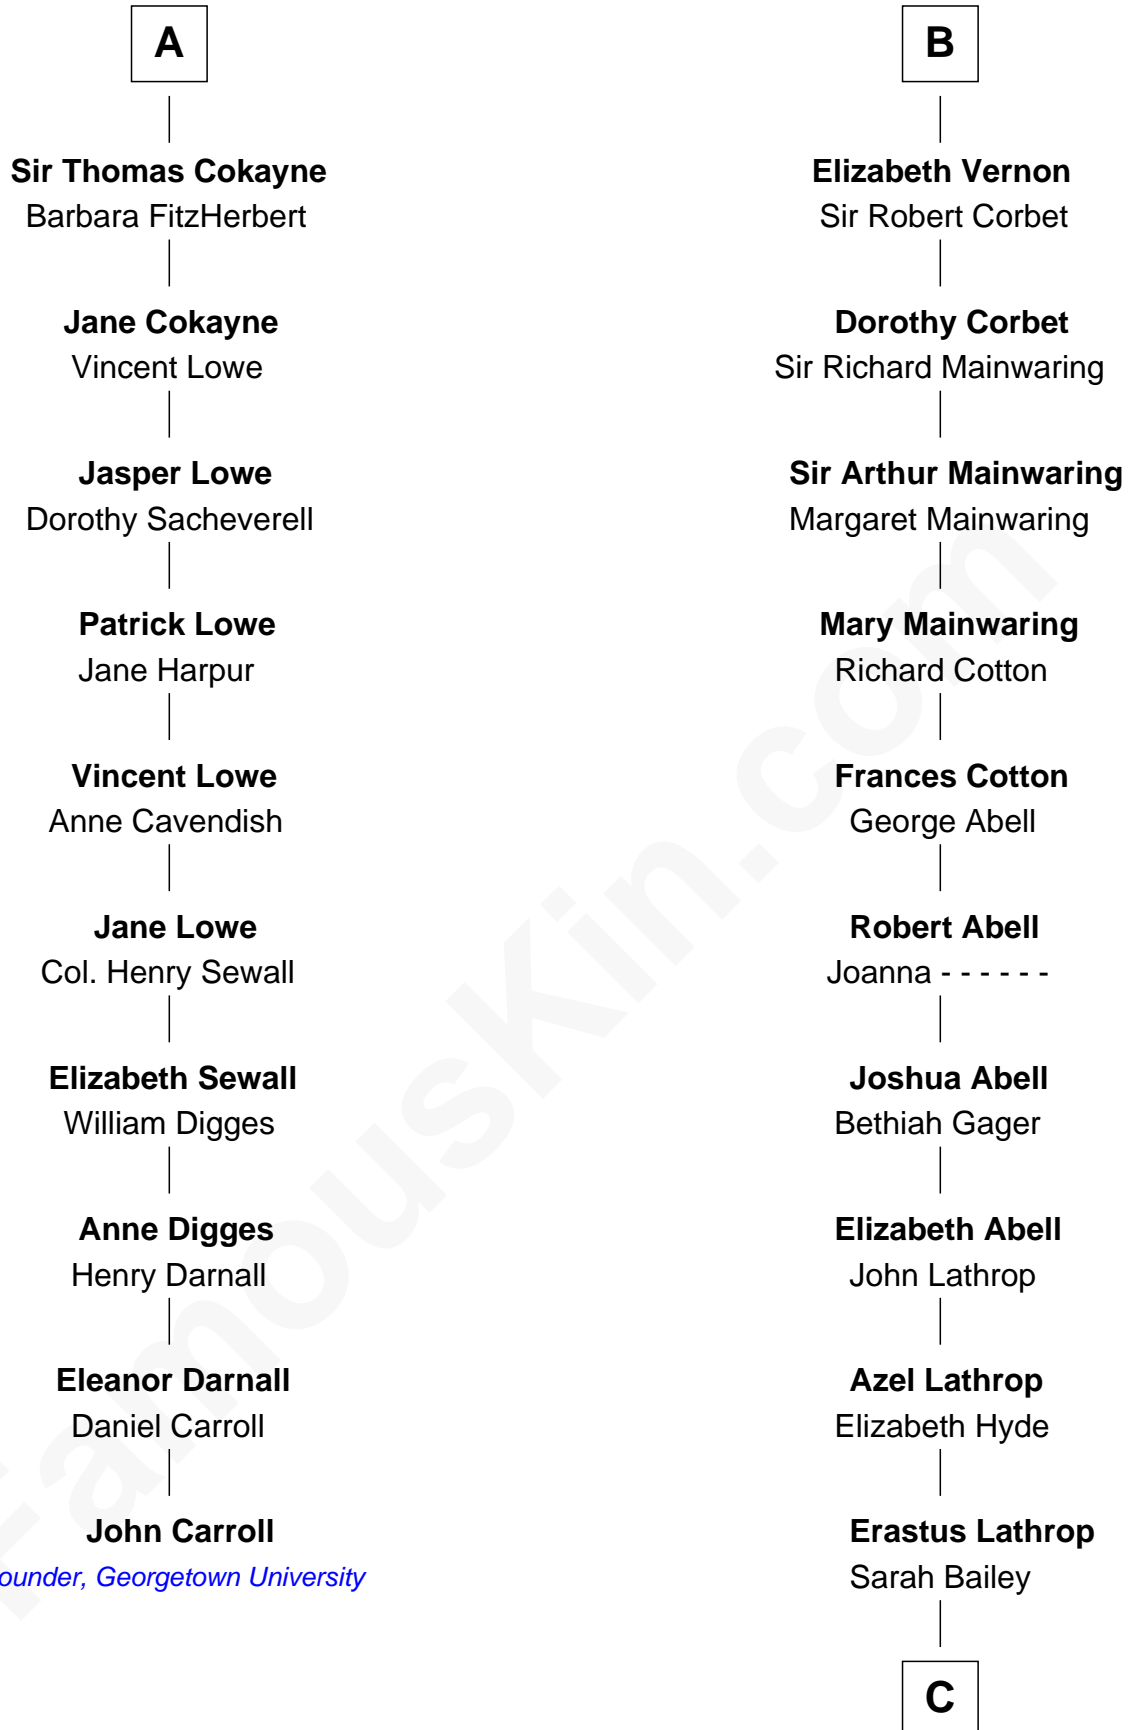 A
Sir Thomas Cokayne
Barbara FitzHerbert
Jane Cokayne
Vincent Lowe
Jasper Lowe
Dorothy Sacheverell
Patrick Lowe
Jane Harpur
Vincent Lowe
Anne Cavendish
Jane Lowe
Col. Henry Sewall
Elizabeth Sewall
William Digges
Anne Digges
Henry Darnall
Eleanor Darnall
Daniel Carroll
John Carroll
ounder, Georgetown University
B
Elizabeth Vernon
Sir Robert Corbet
Dorothy Corbet
Sir Richard Mainwaring
Sir Arthur Mainwaring
Margaret Mainwaring
Mary Mainwaring
Richard Cotton
Frances Cotton
George Abell
Robert Abell
Joanna - - - - - -
Joshua Abell
Bethiah Gager
Elizabeth Abell
John Lathrop
Azel Lathrop
Elizabeth Hyde
Erastus Lathrop
Sarah Bailey
C
FamousKin.com